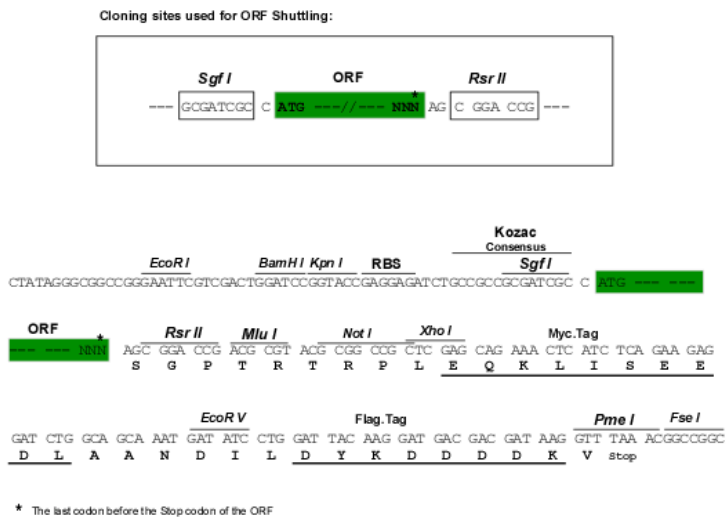 Cloning sites used for ORF Shuttling:
Sgf I ORF Rsr II
--- GCGATCGC C ATG ---//--- NNN* AG C GGA CCG ---
Kozac
Consensus
EcoR I BamH I Kpn I RBS Sgf I
CTATAGGGCGGCCGGGAATTCGTCGACTGGATCCGGTACCGAGGAGATCTGCCGCCGCGATCGC C ATG --- ---
ORF Rsr II Mlu I Not I Xho I Myc.Tag
--- --- NNN* AGC GGA CCG ACG CGT ACG CGG CCG CTC GAG CAG AAA CTC ATC TCA GAA GAG
S G P T R T R P L E Q K L I S E E
EcoR V Flag.Tag Pme I Fse I
GAT CTG GCA GCA AAT GAT ATC CTG GAT TAC AAG GAT GAC GAC GAT AAG GTT TAA ACGGCCGGC
D L A A N D I L D Y K D D D D K V Stop
* The last codon before the Stop codon of the ORF